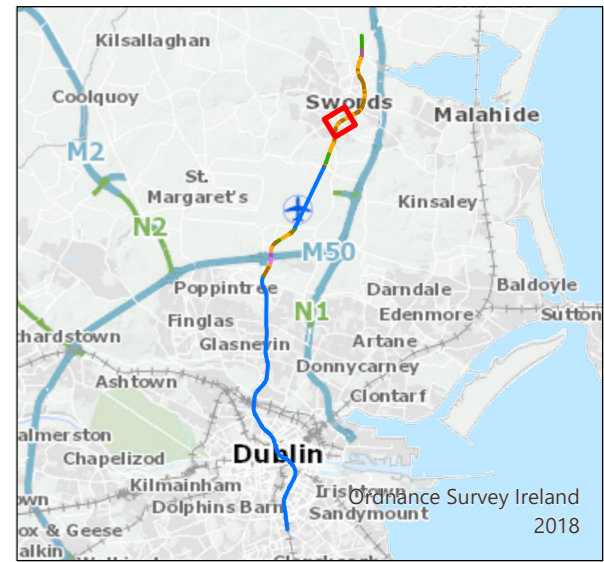 Kilsallaghan
Coolquoy
Swords
Malahide
M2
St.
Margaret's
Kinsaley
N2
M50
Poppintree
Darndale
Baldoyle
N1
Edenmore
Sutton
Finglas
chardstown
Glasnevin
Artane
Donnycarney
Ashtown
Clontarf
almerston
Chapelizod
Dublin
Kilmainham
Irishtown
Ordnance Survey Ireland
own
Dolphins Barn
Sandymount
2018
ox & Geese
alkin